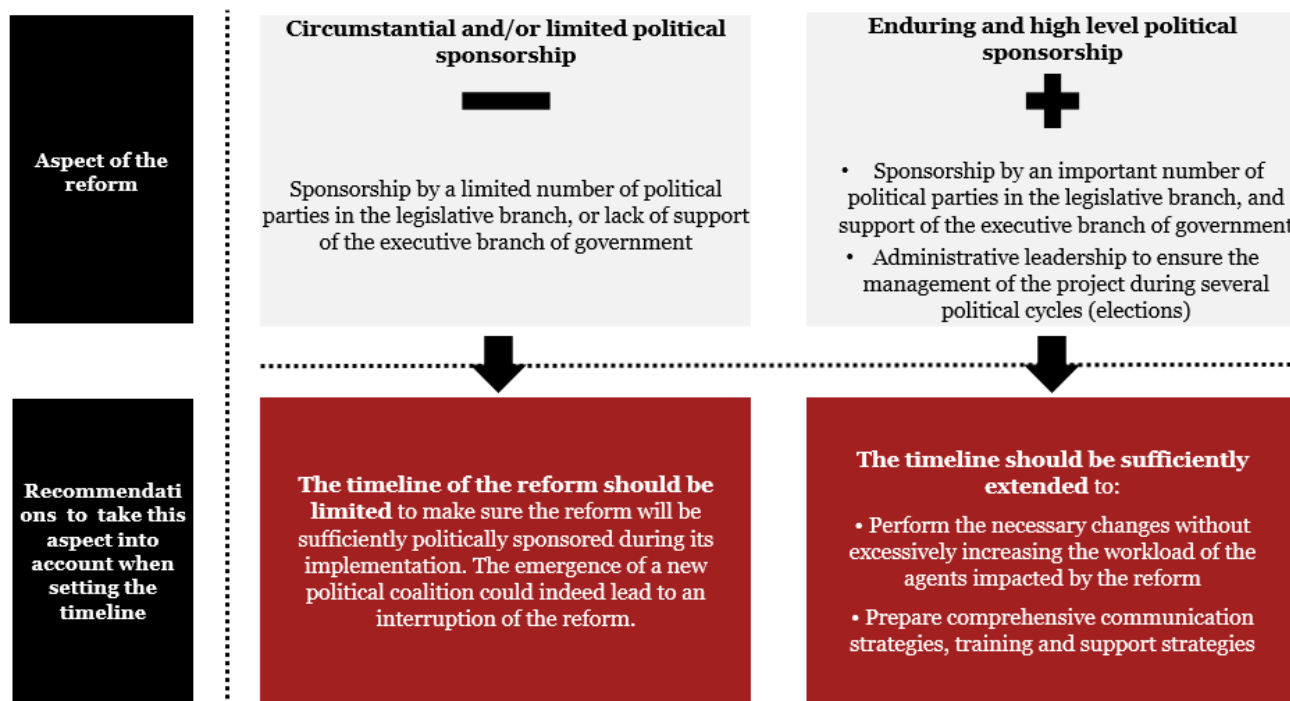 Aspect of the
reform
Circumstantial and/or limited political
sponsorship
Sponsorship by a limited number of political
parties in the legislative branch, or lack of support
of the executive branch of government
Enduring and high level political
sponsorship
• Sponsorship by an important number of
political parties in the legislative branch, and
support of the executive branch of government
• Administrative leadership to ensure the
management of the project during several
political cycles (elections)
Recommendati
ons to take this
aspect into
account when
setting the
timeline
The timeline of the reform should be
limited to make sure the reform will be
sufficiently politically sponsored during its
implementation. The emergence of a new
political coalition could indeed lead to an
interruption of the reform.
The timeline should be sufficiently
extended to:
• Perform the necessary changes without
excessively increasing the workload of the
agents impacted by the reform
• Prepare comprehensive communication
strategies, training and support strategies